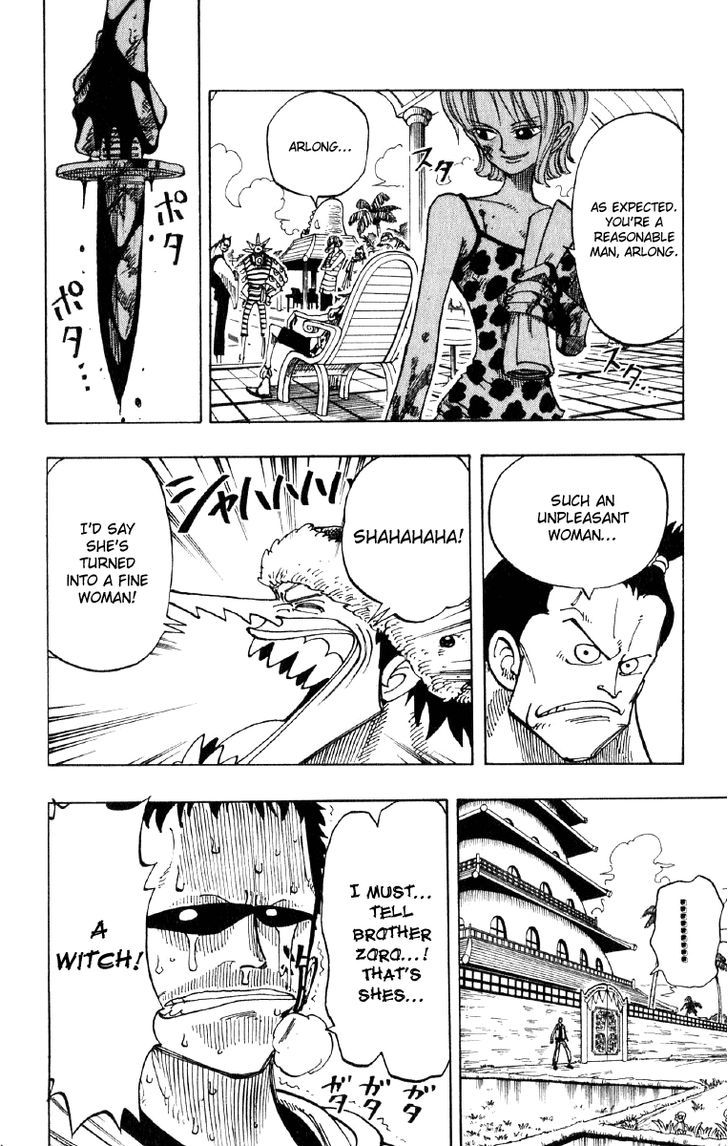 AS EXPECTED.
YOU'RE A
REASONABLE
MAN, ARLONG.
ARLONG...
スタ
スタ...
ポタ
ポタ...
SUCH AN
UNPLEASANT
WOMAN...
SHAHAHAHA!
シャハハハハ
I'D SAY
SHE'S
TURNED
INTO A FINE
WOMAN!
.........
I MUST...
TELL
BROTHER
ZORO...!
THAT'S
SHES...
A
WITCH!
ガタ ガタ ガタ